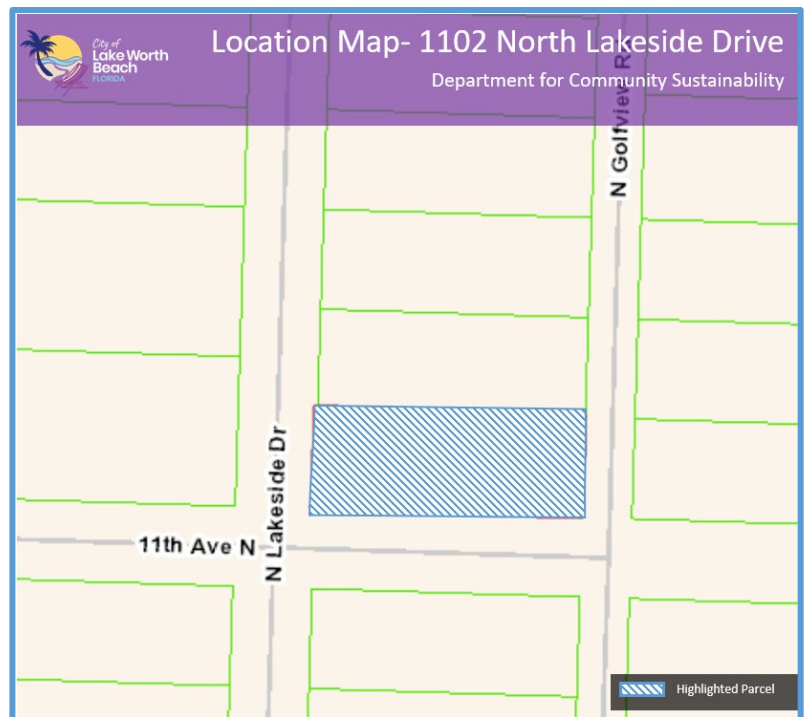 City of
Lake Worth
Beach
FLORIDA
Location Map- 1102 North Lakeside Drive
Department for Community Sustainability
N Golfview Rd
N Lakeside Dr
11th Ave N
Highlighted Parcel